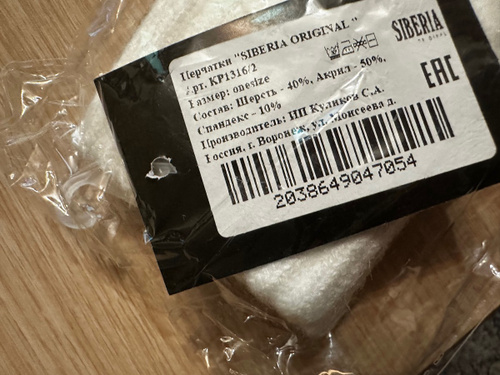 Перчатки "SIBERIA ORIGINAL "
Арт. КР1316/2
Размер: onesize
Состав: Шерсть - 40%, Акрил - 50%,
Спандекс - 10%
Производитель: ИП Куликов С.А.
Россия, г. Воронеж, ул. Моисеева д.
2038649047054
SIBERIA
EAC